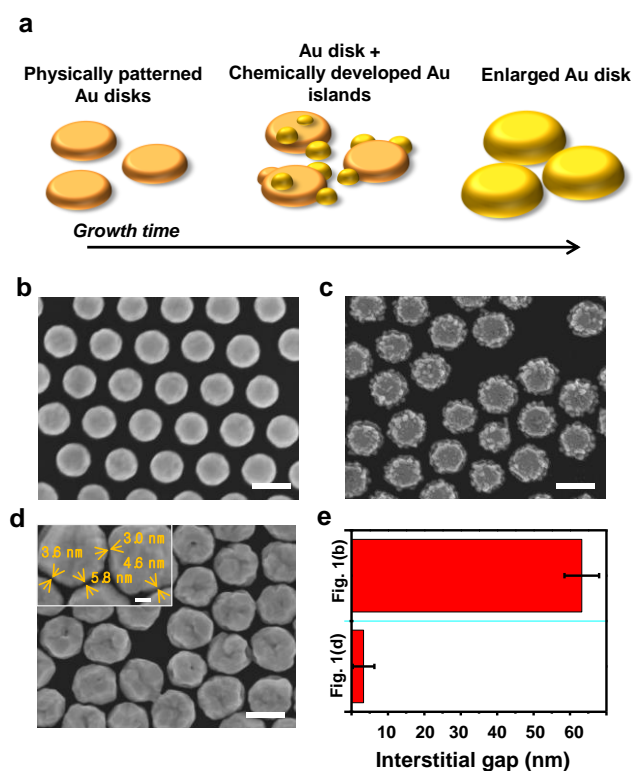 a
Physically patterned
Au disks
Au disk +
Chemically developed Au
islands
Enlarged Au disk
Growth time
b
c
d
3.6 nm
3.0 nm
5.8 nm
4.6 nm
e
Fig. 1(b)
Fig. 1(d)
10 20 30 40 50 60
Interstitial gap (nm)